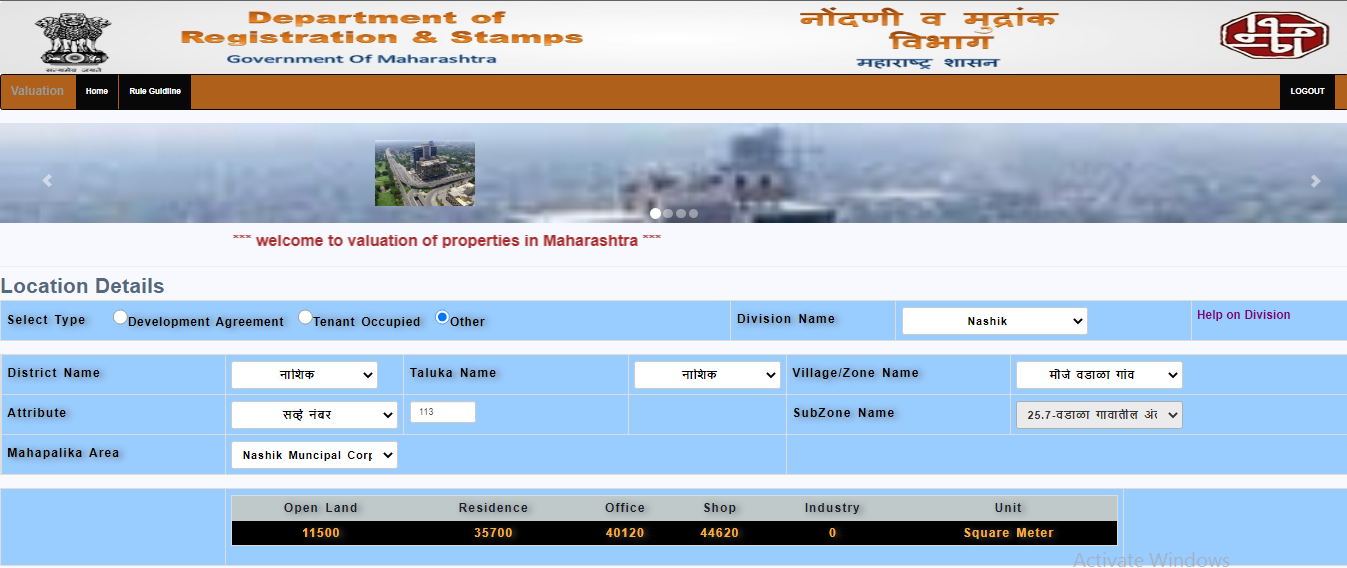 Department of
Registration & Stamps
Government Of Maharashtra
नोंदणी व मुद्रांक
विभाग
महाराष्ट्र शासन
सत्यमेव जयते
Valuation Home Rule Guidline LOGOUT
*** welcome to valuation of properties in Maharashtra ***
Location Details
Select Type Development Agreement Tenant Occupied Other Division Name Nashik Help on Division
District Name नाशिक Taluka Name नाशिक Village/Zone Name मौजे वडाळा गांव
Attribute सर्व्हे नंबर 113 SubZone Name 25.7-वडाळा गावातील अं
Mahapalika Area Nashik Muncipal Corp
Open Land Residence Office Shop Industry Unit
11500 35700 40120 44620 0 Square Meter
Activate Windows